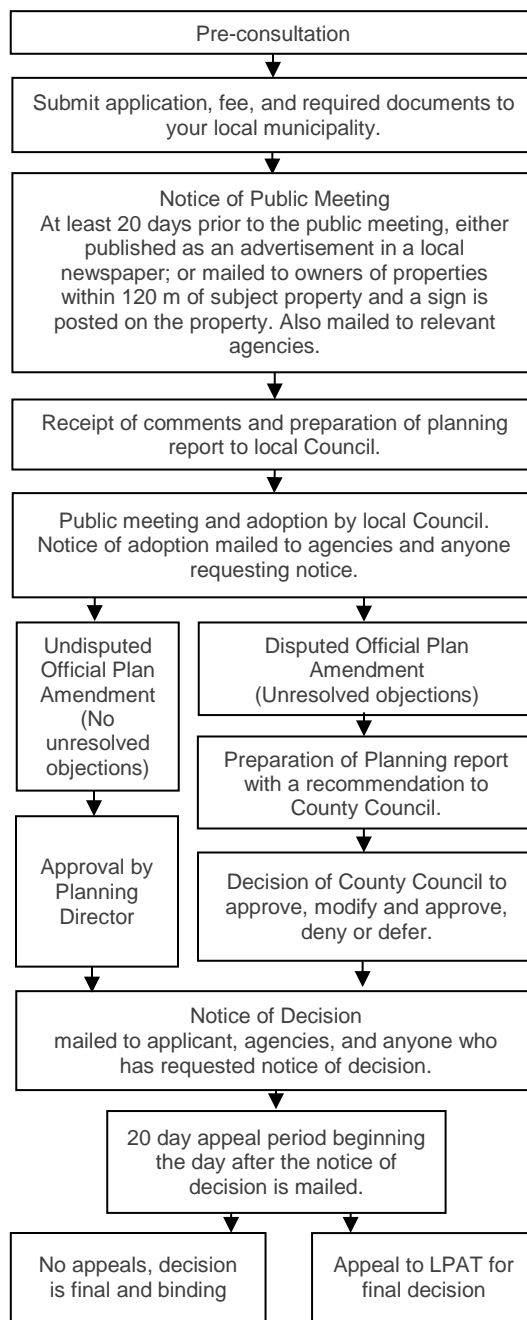 Pre-consultation
Submit application, fee, and required documents to
your local municipality.
Notice of Public Meeting
At least 20 days prior to the public meeting, either
published as an advertisement in a local
newspaper; or mailed to owners of properties
within 120 m of subject property and a sign is
posted on the property. Also mailed to relevant
agencies.
Receipt of comments and preparation of planning
report to local Council.
Public meeting and adoption by local Council.
Notice of adoption mailed to agencies and anyone
requesting notice.
Undisputed
Official Plan
Amendment
(No
unresolved
objections)
Disputed Official Plan
Amendment
(Unresolved objections)
Preparation of Planning report
with a recommendation to
County Council.
Approval by
Planning
Director
Decision of County Council to
approve, modify and approve,
deny or defer.
Notice of Decision
mailed to applicant, agencies, and anyone who
has requested notice of decision.
20 day appeal period beginning
the day after the notice of
decision is mailed.
No appeals, decision
is final and binding
Appeal to LPAT for
final decision